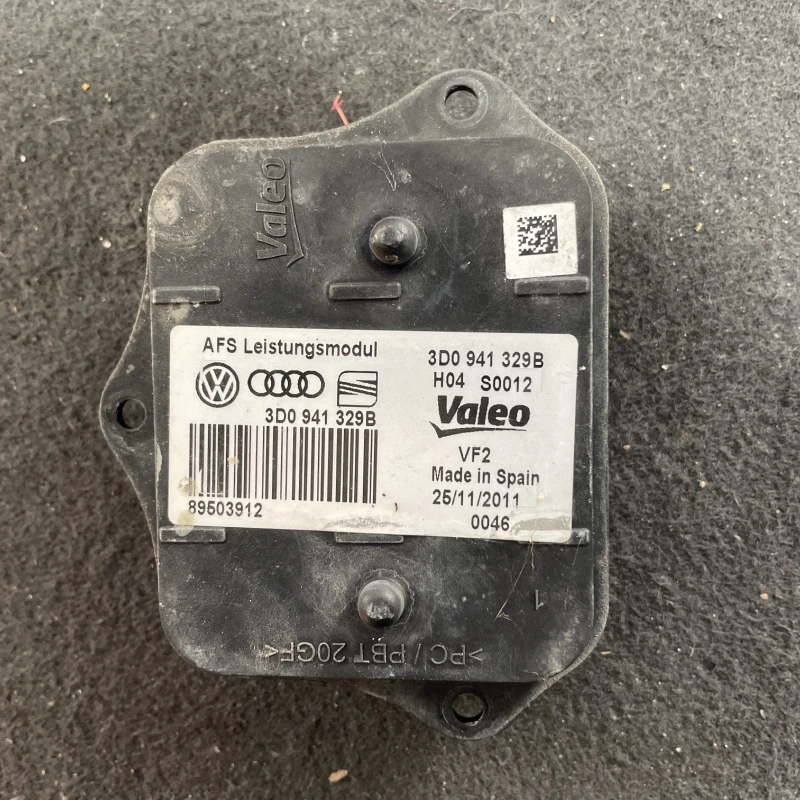 Valeo
AFS Leistungsmodul
3D0 941 329B
89503912
3D0 941 329B
H04 S0012
Valeo
VF2
Made in Spain
25/11/2011
0046
1
>PC / PBT 20GF<